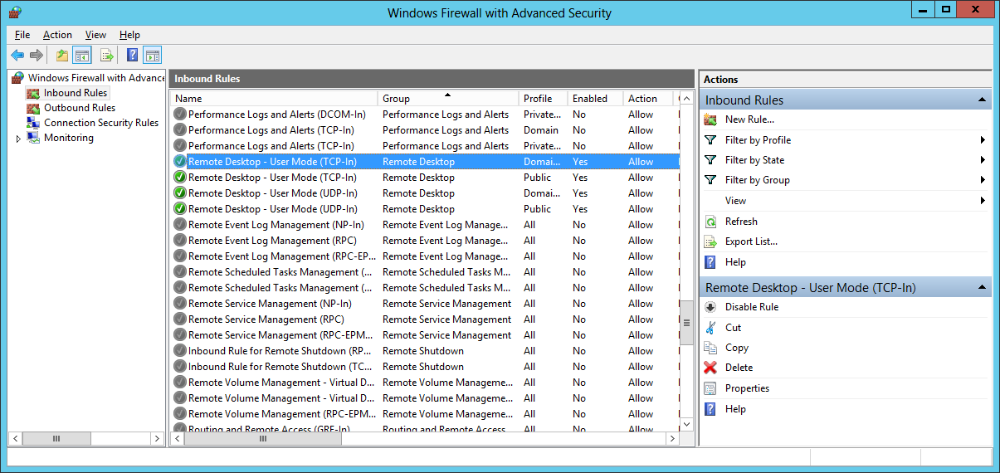 Windows Firewall with Advanced Security
File Action View Help
Windows Firewall with Advance
Inbound Rules
Outbound Rules
Connection Security Rules
Monitoring
Inbound Rules
Name Group Profile Enabled Action
Performance Logs and Alerts (DCOM-In) Performance Logs and Alerts Private... No Allow
Performance Logs and Alerts (TCP-In) Performance Logs and Alerts Domain No Allow
Performance Logs and Alerts (TCP-In) Performance Logs and Alerts Private... No Allow
Remote Desktop - User Mode (TCP-In) Remote Desktop Domai... Yes Allow
Remote Desktop - User Mode (TCP-In) Remote Desktop Public Yes Allow
Remote Desktop - User Mode (UDP-In) Remote Desktop Domai... Yes Allow
Remote Desktop - User Mode (UDP-In) Remote Desktop Public Yes Allow
Remote Event Log Management (NP-In) Remote Event Log Manage... All No Allow
Remote Event Log Management (RPC) Remote Event Log Manage... All No Allow
Remote Event Log Management (RPC-EP... Remote Event Log Manage... All No Allow
Remote Scheduled Tasks Management (... Remote Scheduled Tasks M... All No Allow
Remote Scheduled Tasks Management (... Remote Scheduled Tasks M... All No Allow
Remote Service Management (NP-In) Remote Service Management All No Allow
Remote Service Management (RPC) Remote Service Management All No Allow
Remote Service Management (RPC-EPM... Remote Service Management All No Allow
Inbound Rule for Remote Shutdown (RP... Remote Shutdown All No Allow
Inbound Rule for Remote Shutdown (TC... Remote Shutdown All No Allow
Remote Volume Management - Virtual D... Remote Volume Manageme... All No Allow
Remote Volume Management - Virtual D... Remote Volume Manageme... All No Allow
Remote Volume Management (RPC-EPM... Remote Volume Manageme... All No Allow
Routing and Remote Access (GRE-In) Routing and Remote Access All No Allow
Actions
Inbound Rules
New Rule...
Filter by Profile
Filter by State
Filter by Group
View
Refresh
Export List...
Help
Remote Desktop - User Mode (TCP-In)
Disable Rule
Cut
Copy
Delete
Properties
Help